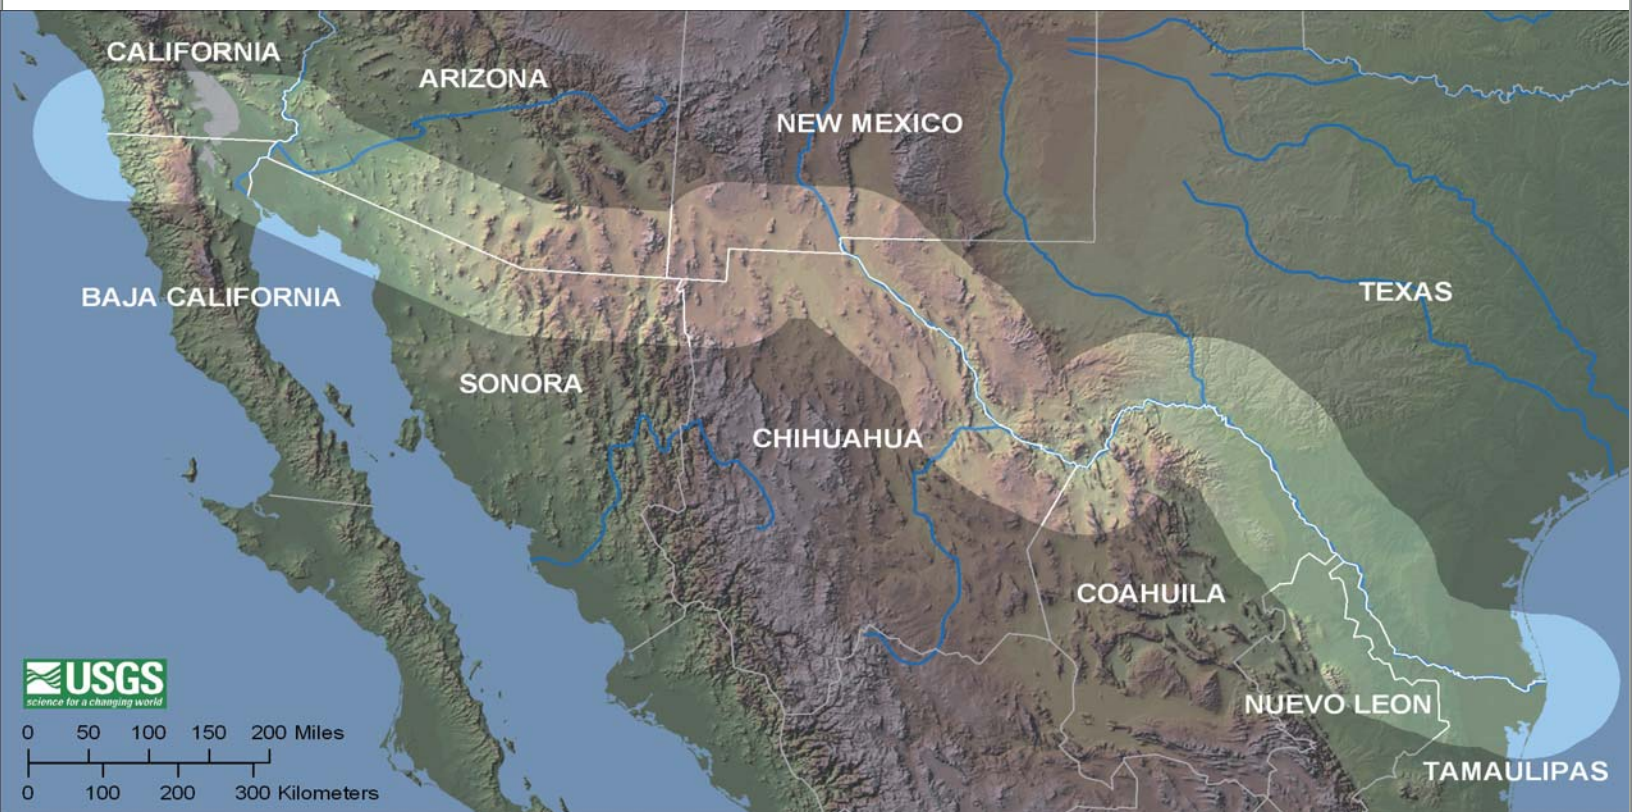 CALIFORNIA
ARIZONA
NEW MEXICO
TEXAS
BAJA CALIFORNIA
SONORA
CHIHUAHUA
COAHUILA
NUEVO LEON
TAMAULIPAS
USGS
science for a changing world
0 50 100 150 200 Miles
0 100 200 300 Kilometers